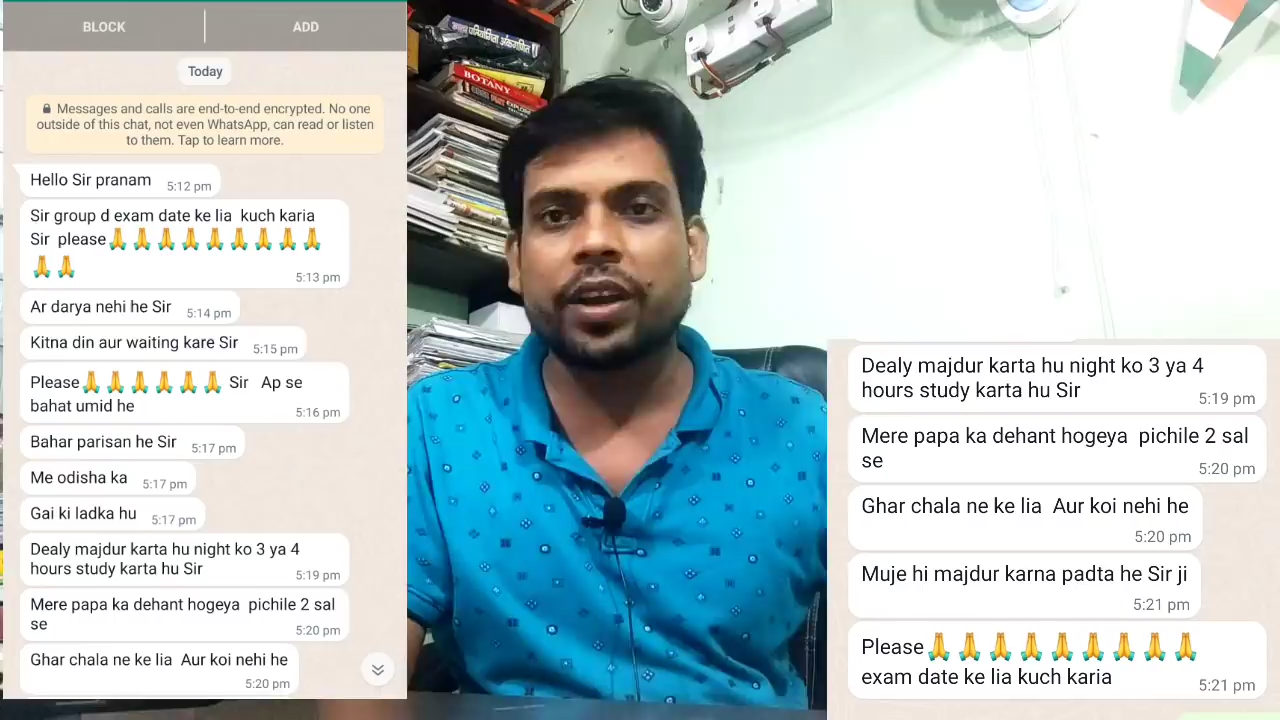 BLOCK
ADD
Today
🔒 Messages and calls are end-to-end encrypted. No one
outside of this chat, not even WhatsApp, can read or listen
to them. Tap to learn more.
Hello Sir pranam 5:12 pm
Sir group d exam date ke lia kuch karia
Sir please🙏🙏🙏🙏🙏🙏🙏🙏🙏
🙏🙏 5:13 pm
Ar darya nehi he Sir 5:14 pm
Kitna din aur waiting kare Sir 5:15 pm
Please🙏🙏🙏🙏🙏🙏 Sir Ap se
bahat umid he 5:16 pm
Bahar parisan he Sir 5:17 pm
Me odisha ka 5:17 pm
Gai ki ladka hu 5:17 pm
Dealy majdur karta hu night ko 3 ya 4
hours study karta hu Sir 5:19 pm
Mere papa ka dehant hogeya pichile 2 sal
se 5:20 pm
Ghar chala ne ke lia Aur koi nehi he
5:20 pm
BOTANY
Dealy majdur karta hu night ko 3 ya 4
hours study karta hu Sir 5:19 pm
Mere papa ka dehant hogeya pichile 2 sal
se 5:20 pm
Ghar chala ne ke lia Aur koi nehi he
5:20 pm
Muje hi majdur karna padta he Sir ji
5:21 pm
Please🙏🙏🙏🙏🙏🙏🙏🙏🙏
exam date ke lia kuch karia 5:21 pm